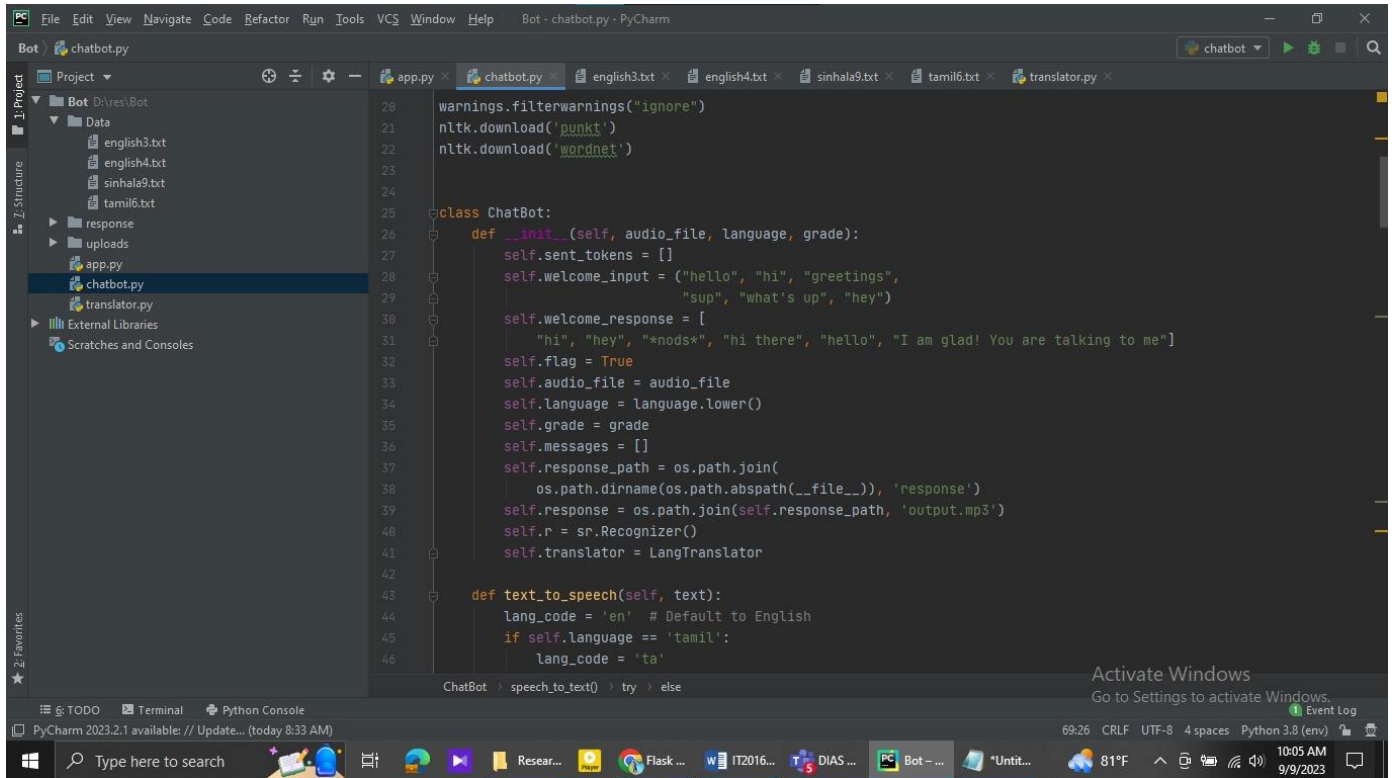 PC File Edit View Navigate Code Refactor Run Tools VCS Window Help Bot - chatbot.py - PyCharm
Bot chatbot.py chatbot
1: Project
Project
app.py chatbot.py english3.txt english4.txt sinhala9.txt tamil6.txt translator.py
Bot D:\res\Bot
Data
english3.txt
english4.txt
sinhala9.txt
tamil6.txt
response
uploads
app.py
chatbot.py
translator.py
External Libraries
Scratches and Consoles
Z: Structure
2: Favorites
20 warnings.filterwarnings("ignore")
21 nltk.download('punkt')
22 nltk.download('wordnet')
23
24
25 class ChatBot:
26 def __init__(self, audio_file, language, grade):
27 self.sent_tokens = []
28 self.welcome_input = ("hello", "hi", "greetings",
29 "sup", "what's up", "hey")
30 self.welcome_response = [
31 "hi", "hey", "*nods*", "hi there", "hello", "I am glad! You are talking to me"]
32 self.flag = True
33 self.audio_file = audio_file
34 self.language = language.lower()
35 self.grade = grade
36 self.messages = []
37 self.response_path = os.path.join(
38 os.path.dirname(os.path.abspath(__file__)), 'response')
39 self.response = os.path.join(self.response_path, 'output.mp3')
40 self.r = sr.Recognizer()
41 self.translator = LangTranslator
42
43 def text_to_speech(self, text):
44 lang_code = 'en' # Default to English
45 if self.language == 'tamil':
46 lang_code = 'ta'
ChatBot speech_to_text() try else
Activate Windows
Go to Settings to activate Windows.
6: TODO Terminal Python Console 1 Event Log
PyCharm 2023.2.1 available: // Update... (today 8:33 AM) 69:26 CRLF UTF-8 4 spaces Python 3.8 (env)
Type here to search Resear... Flask ... IT2016... DIAS ... Bot – ... *Untit... 81°F 10:05 AM
9/9/2023